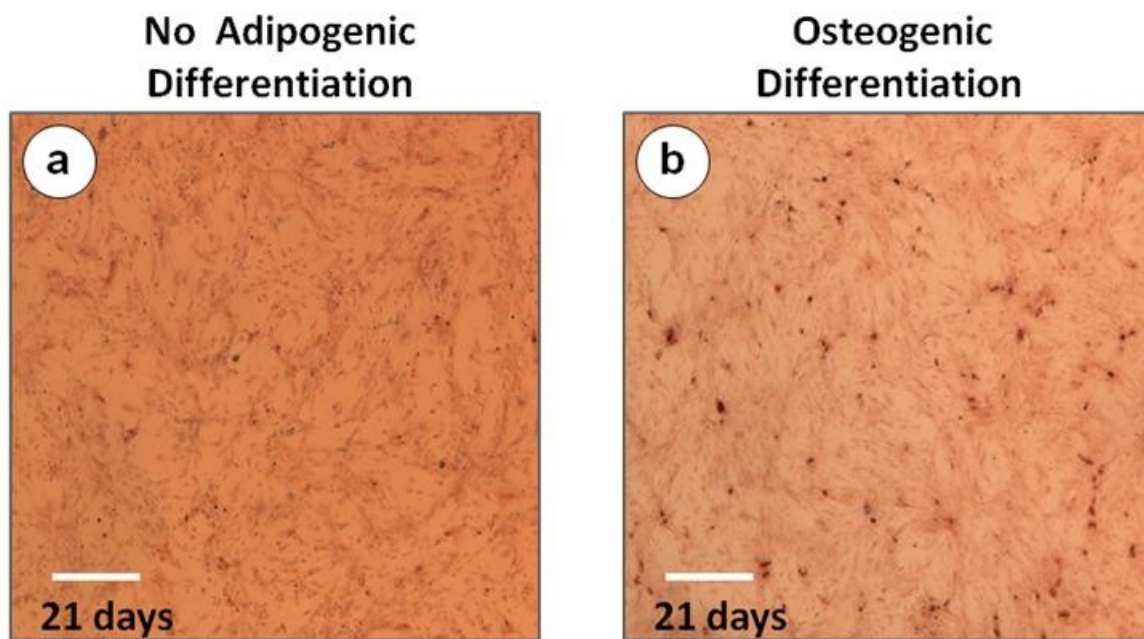 No Adipogenic
Differentiation
Osteogenic
Differentiation
a
b
21 days
21 days